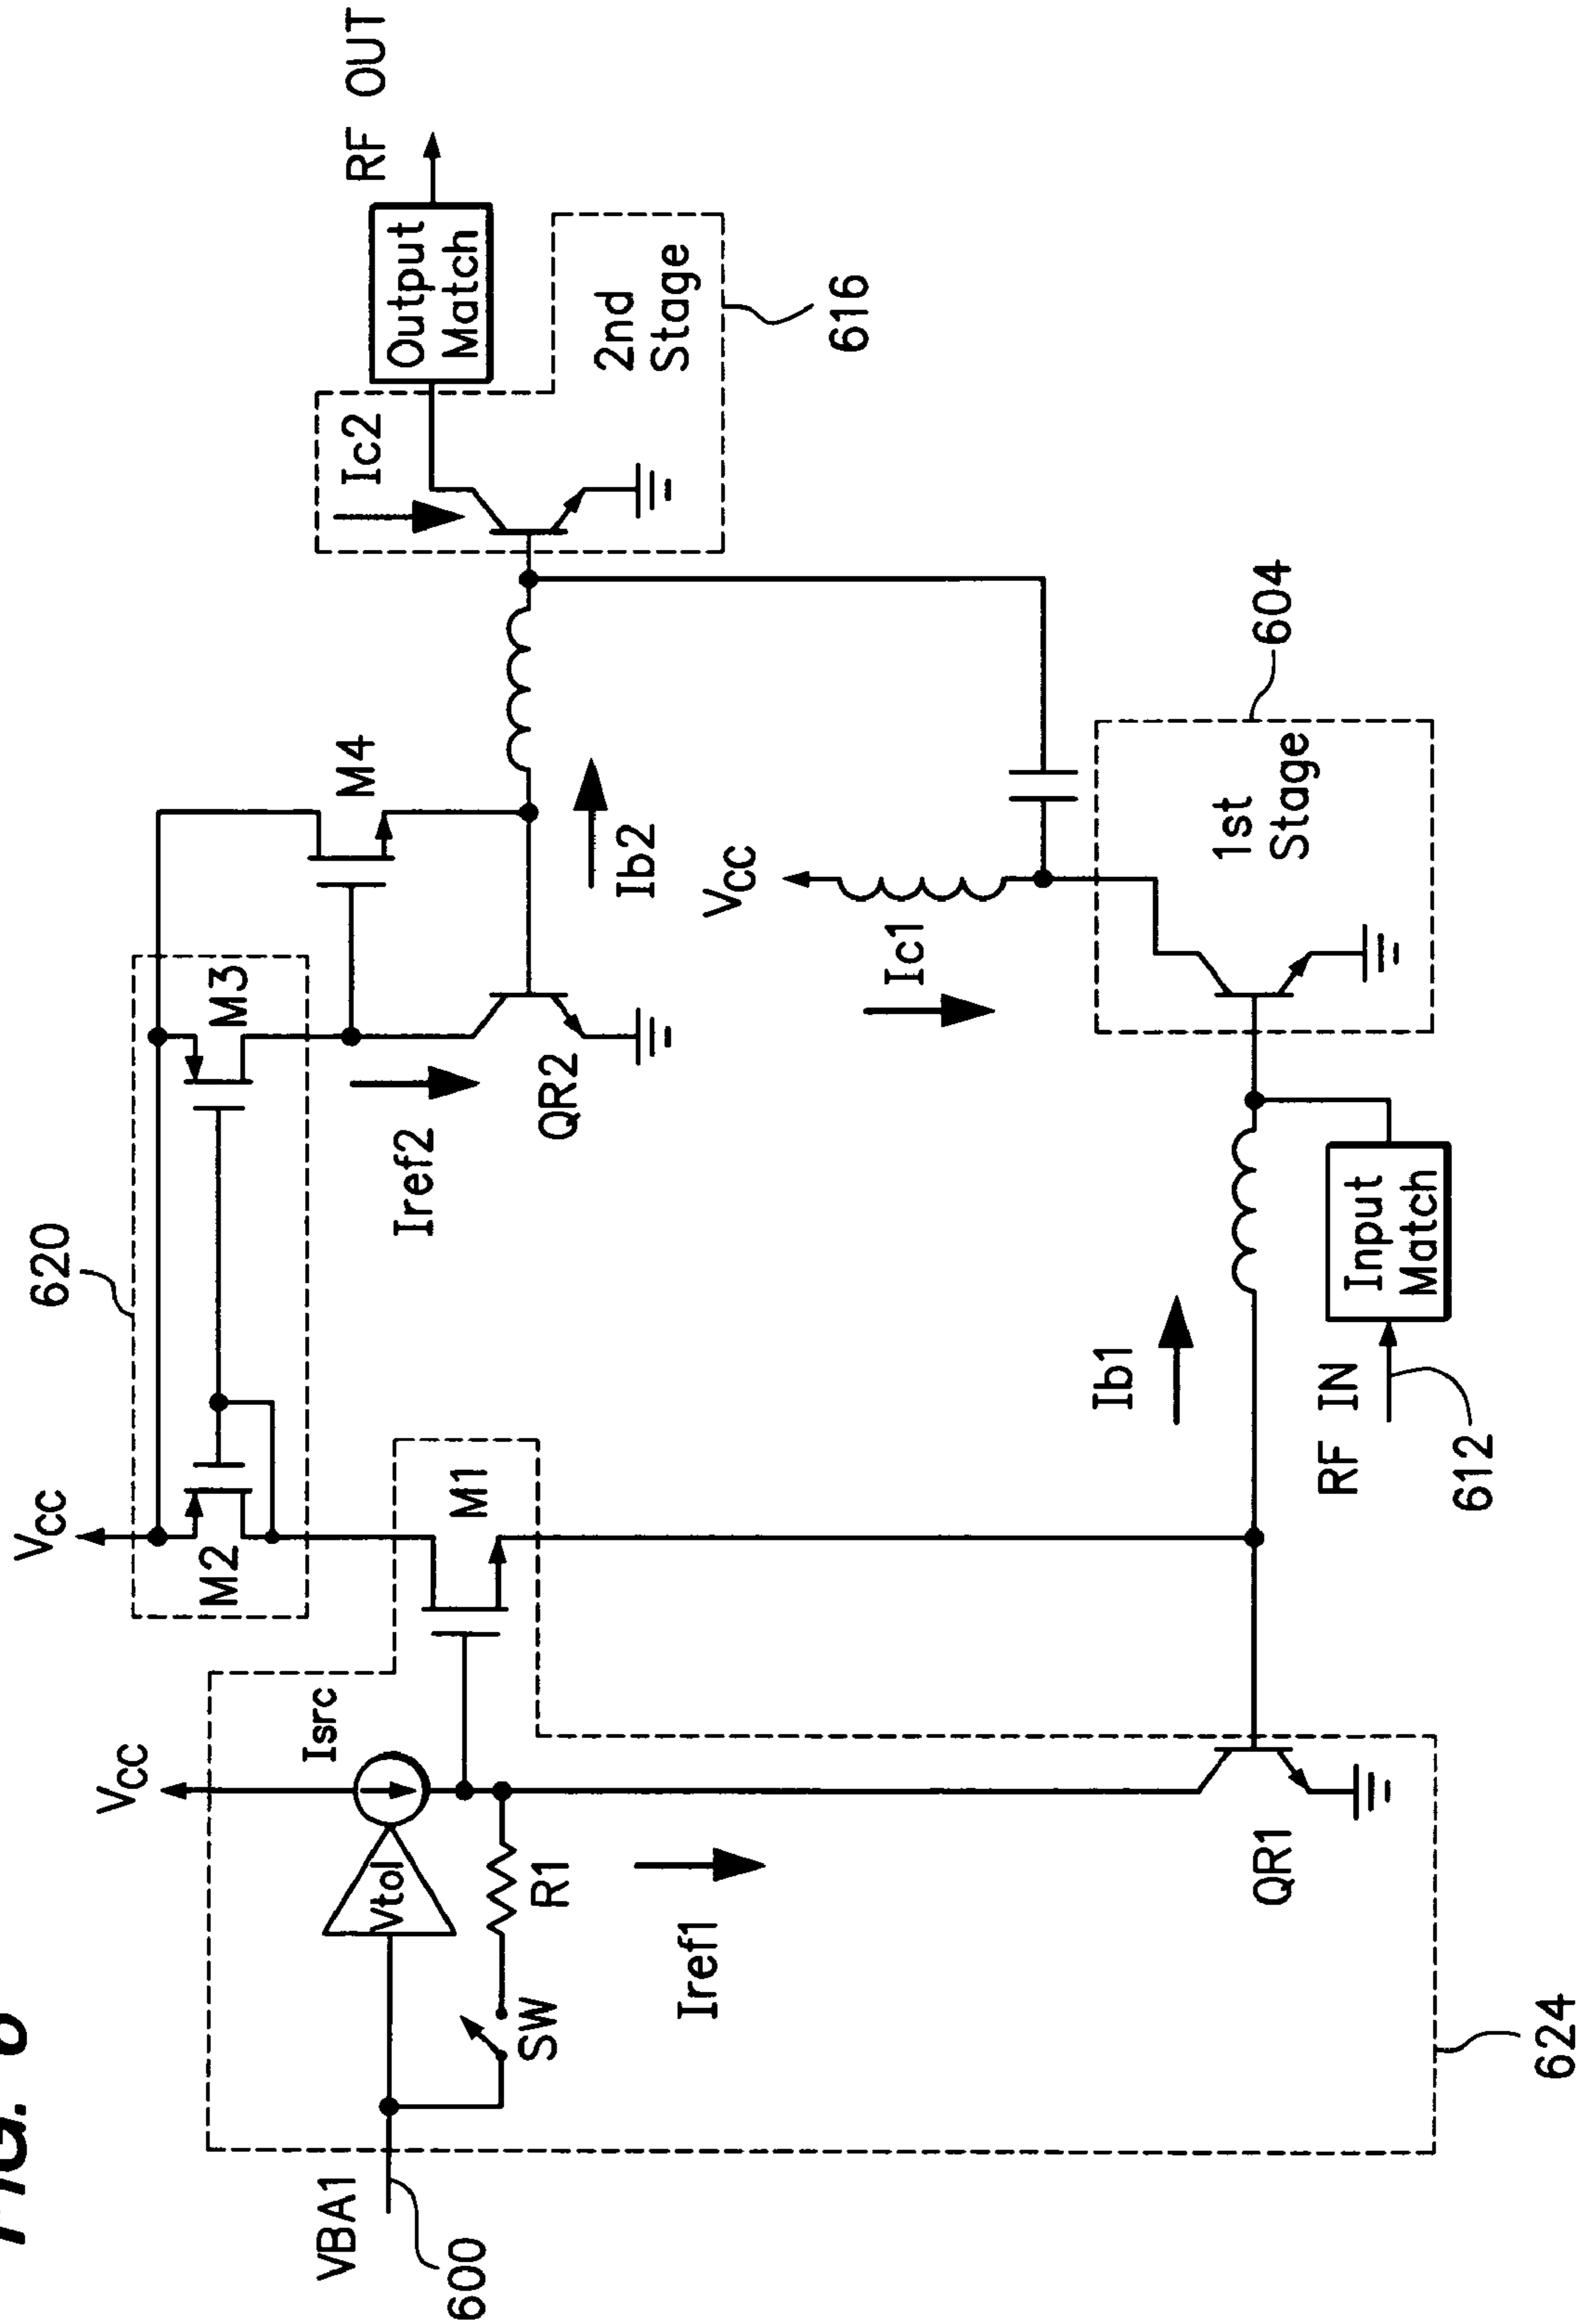 FIG. 6
VBA1
600
Vtol
SW
R1
Isrc
VCC
Iref1
QR1
624
VCC
M2
M1
620
M3
M4
Iref2
QR2
Ib2
Ib1
RF IN
612
Input
Match
VCC
Ic1
1st
Stage
604
Ic2
2nd
Stage
616
Output
Match
RF OUT